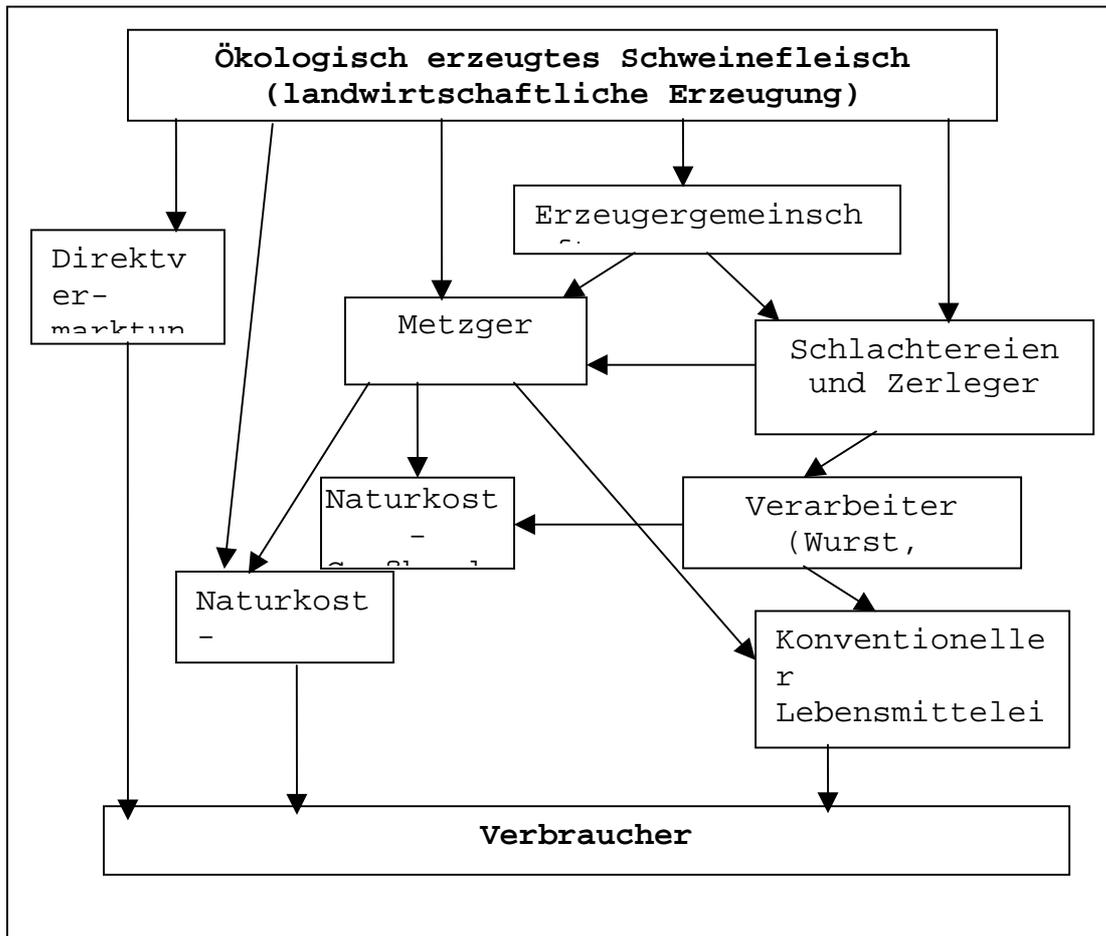 Ökologisch erzeugtes Schweinefleisch
(landwirtschaftliche Erzeugung)
Erzeugergemeinsch
Direktv
er-
marktun
Metzger
Schlachtereien
und Zerleger
Naturkost
-
Verarbeiter
(Wurst,
Naturkost
-
Konventionelle
r
Lebensmittelei
Verbraucher